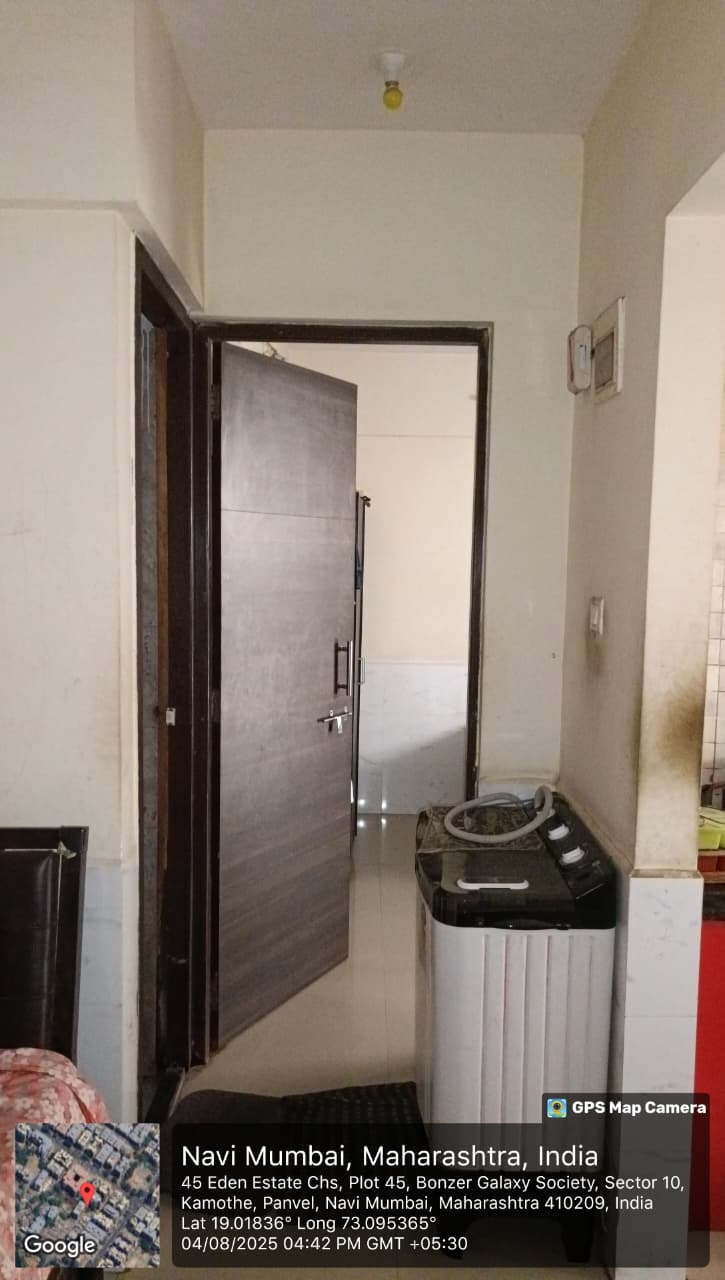 GPS Map Camera
Navi Mumbai, Maharashtra, India
45 Eden Estate Chs, Plot 45, Bonzer Galaxy Society, Sector 10,
Kamothe, Panvel, Navi Mumbai, Maharashtra 410209, India
Lat 19.01836° Long 73.095365°
04/08/2025 04:42 PM GMT +05:30
Google